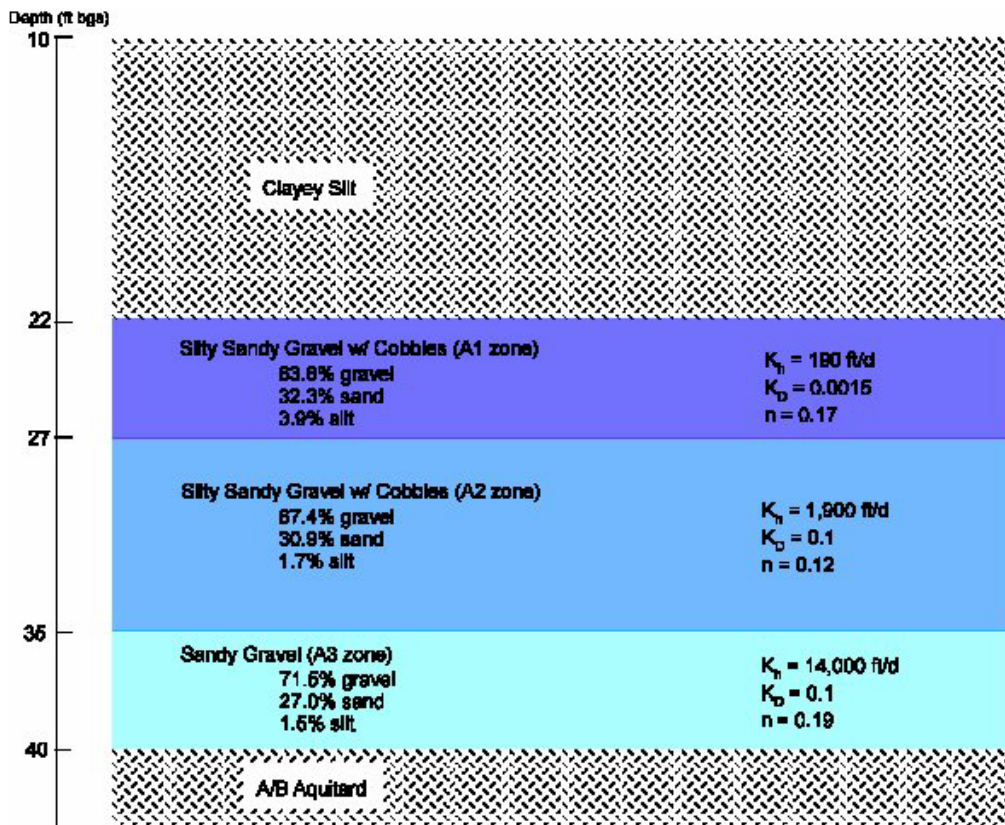 Depth (ft bgs)
10
Clayey Silt
22
Silty Sandy Gravel w/ Cobbles (A1 zone)
63.8% gravel
32.3% sand
3.9% silt
Kh = 190 ft/d
KD = 0.0015
n = 0.17
27
Silty Sandy Gravel w/ Cobbles (A2 zone)
67.4% gravel
30.9% sand
1.7% silt
Kh = 1,900 ft/d
KD = 0.1
n = 0.12
35
Sandy Gravel (A3 zone)
71.5% gravel
27.0% sand
1.5% silt
Kh = 14,000 ft/d
KD = 0.1
n = 0.19
40
A/B Aquitard